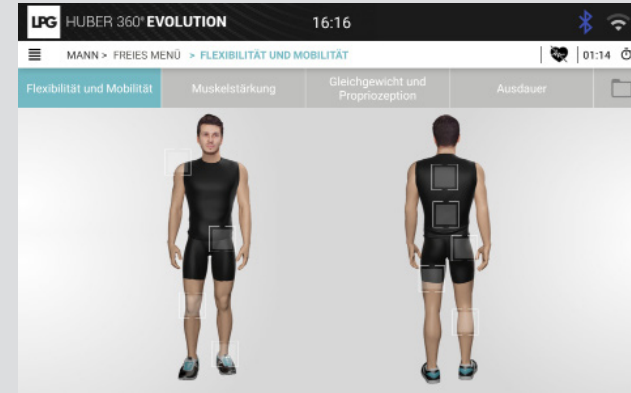 LPG HUBER 360° EVOLUTION 16:16
MANN > FREIES MENÜ > FLEXIBILITÄT UND MOBILITÄT 01:14
Flexibilität und Mobilität
Muskelstärkung
Gleichgewicht und
Propriozeption
Ausdauer